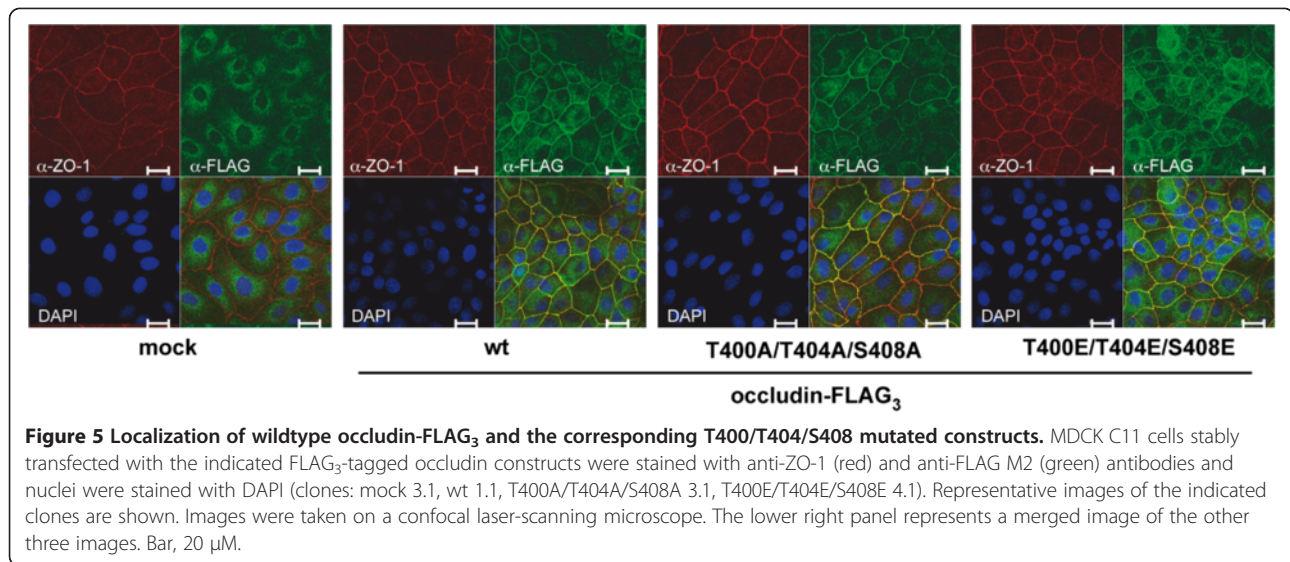 α-ZO-1 α-FLAG α-ZO-1 α-FLAG α-ZO-1 α-FLAG α-ZO-1 α-FLAG
DAPI DAPI DAPI DAPI
mock wt T400A/T404A/S408A T400E/T404E/S408E
occludin-FLAG₃
Figure 5 Localization of wildtype occludin-FLAG₃ and the corresponding T400/T404/S408 mutated constructs. MDCK C11 cells stably
transfected with the indicated FLAG₃-tagged occludin constructs were stained with anti-ZO-1 (red) and anti-FLAG M2 (green) antibodies and
nuclei were stained with DAPI (clones: mock 3.1, wt 1.1, T400A/T404A/S408A 3.1, T400E/T404E/S408E 4.1). Representative images of the indicated
clones are shown. Images were taken on a confocal laser-scanning microscope. The lower right panel represents a merged image of the other
three images. Bar, 20 μM.